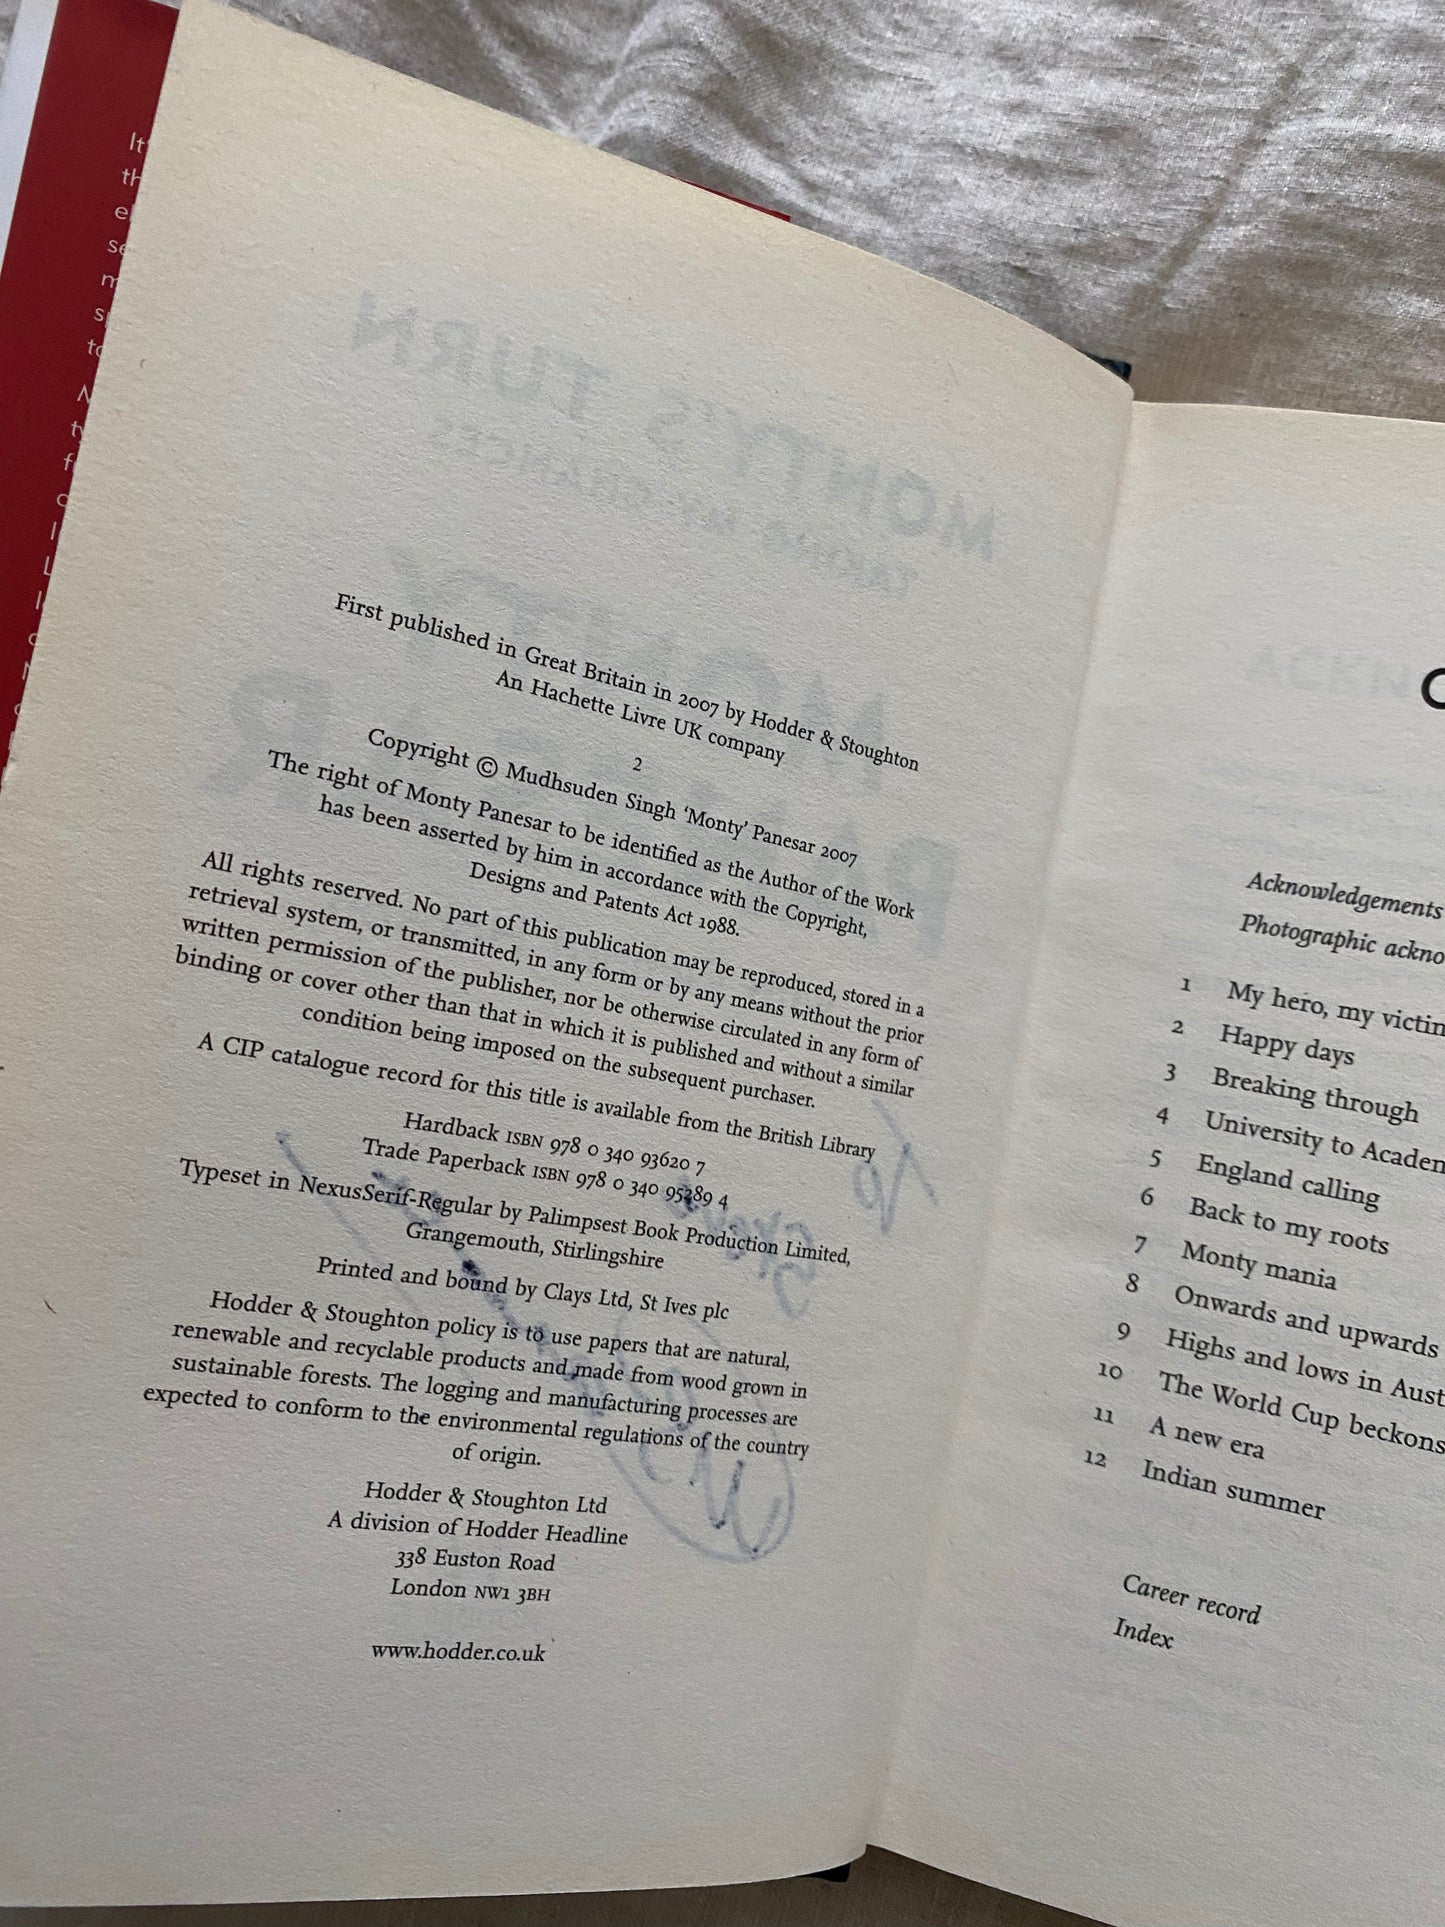 First published in Great Britain in 2007 by Hodder & Stoughton
An Hachette Livre UK company
2
Copyright © Mudhsuden Singh ‘Monty’ Panesar 2007
The right of Monty Panesar to be identified as the Author of the Work
has been asserted by him in accordance with the Copyright,
Designs and Patents Act 1988.
All rights reserved. No part of this publication may be reproduced, stored in a
retrieval system, or transmitted, in any form or by any means without the prior
written permission of the publisher, nor be otherwise circulated in any form of
binding or cover other than that in which it is published and without a similar
condition being imposed on the subsequent purchaser.
A CIP catalogue record for this title is available from the British Library
Hardback ISBN 978 0 340 93620 7
Trade Paperback ISBN 978 0 340 95289 4
Typeset in NexusSerif-Regular by Palimpsest Book Production Limited,
Grangemouth, Stirlingshire
Printed and bound by Clays Ltd, St Ives plc
Hodder & Stoughton policy is to use papers that are natural,
renewable and recyclable products and made from wood grown in
sustainable forests. The logging and manufacturing processes are
expected to conform to the environmental regulations of the country
of origin.
Hodder & Stoughton Ltd
A division of Hodder Headline
338 Euston Road
London NW1 3BH
www.hodder.co.uk
MONTY'S TURN
TAKING MY CHANCES
MONTY
Acknowledgements
Photographic ackno
1 My hero, my victim
2 Happy days
3 Breaking through
4 University to Academ
5 England calling
6 Back to my roots
7 Monty mania
8 Onwards and upwards
9 Highs and lows in Aust
10 The World Cup beckons
11 A new era
12 Indian summer
Career record
Index